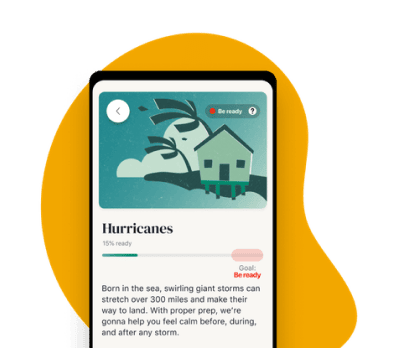 Be ready ?
Hurricanes
15% ready
Goal:
Be ready
Born in the sea, swirling giant storms can
stretch over 300 miles and make their
way to land. With proper prep, we're
gonna help you feel calm before, during,
and after any storm.